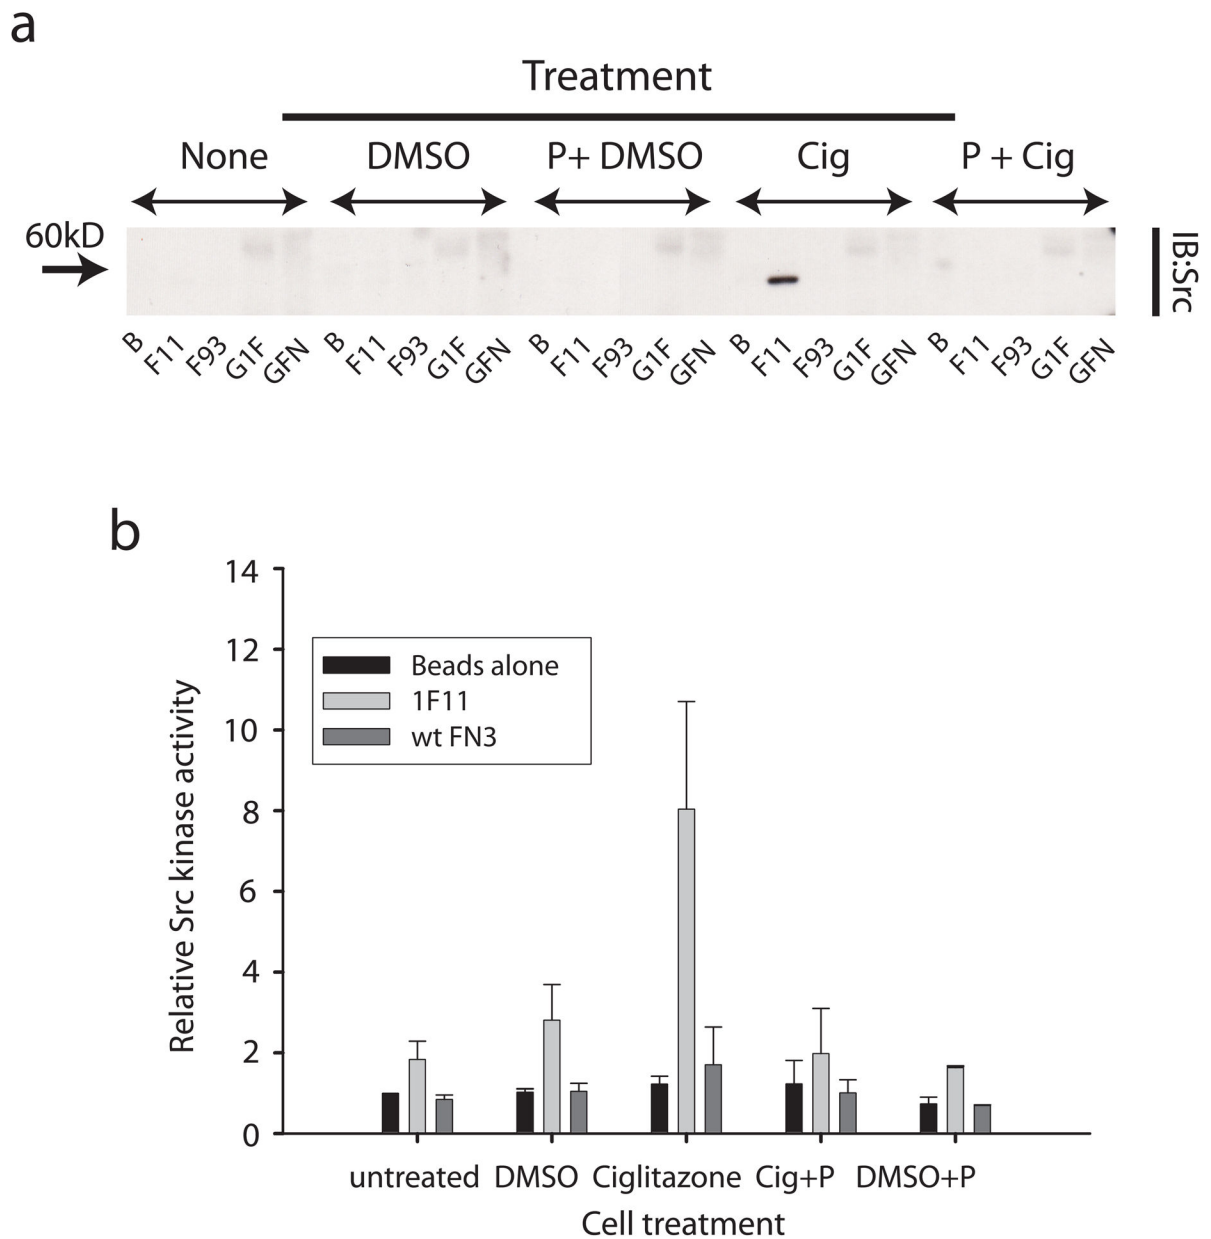 a
Treatment
None DMSO P+ DMSO Cig P + Cig
60kD
IB:Src
B F11 F93 G1F GFN B F11 F93 G1F GFN B F11 F93 G1F GFN B F11 F93 G1F GFN B F11 F93 G1F GFN
b
14
12
10
8
6
4
2
0
Relative Src kinase activity
Beads alone
1F11
wt FN3
untreated DMSO Ciglitazone Cig+P DMSO+P
Cell treatment